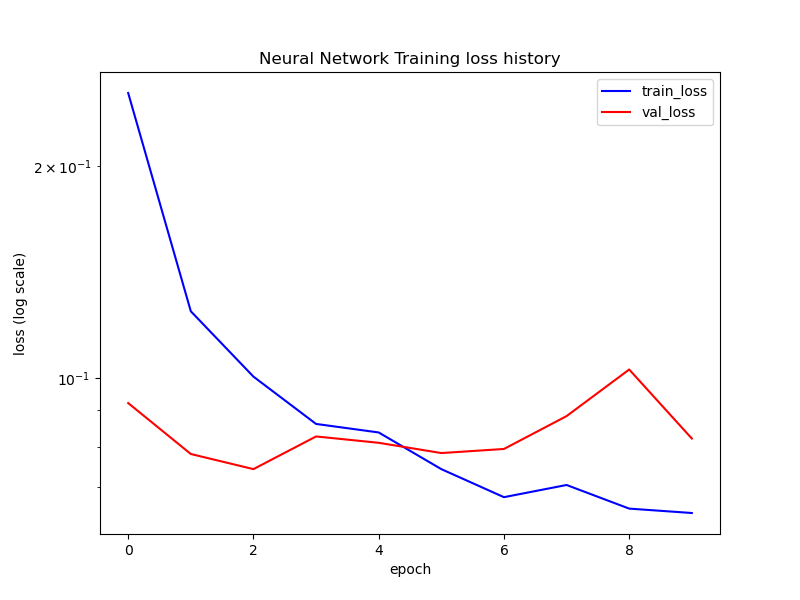 Neural Network Training loss history
train_loss
val_loss
2 × 10⁻¹
10⁻¹
loss (log scale)
0 2 4 6 8
epoch